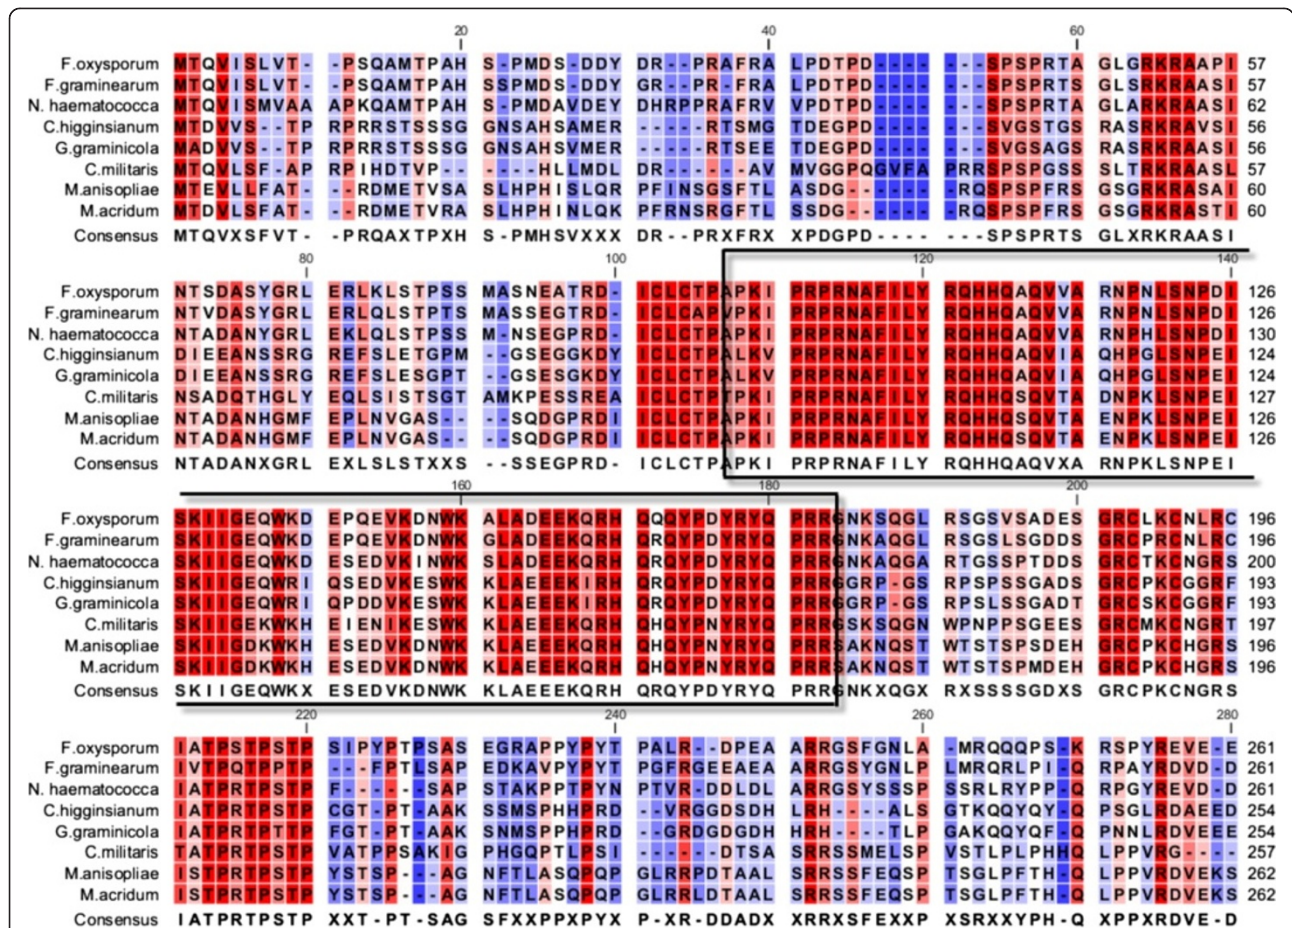 20 40 60
F.oxysporum MTQVISLVT- -PSQAMTPAH S-PMDS-DDY DR--PRAFRA LPDTPD---- ---SPSPRTA GLGRKRAAPI 57
F.graminearum MTQVISLVT- -PSQAMTPAH SSPMDS-DDY GR--PR-FRA LPDTPD---- ---SPSPRTS GLSRKRAASI 57
N. haematococca MTQVISMVAA APKQAMTPAH S-PMDAVDEY DHRPPRAFRV VPDTPD---- ---SPSPRTA GLARKRAASI 62
C.higginsianum MTDVVS--TP RPRRSTSSSG GNSAHSAMER ----RTSMG TDEGPD---- ---SVGSTGS RASRKRAVSI 56
G.graminicola MADVVS--TP RPRRSTSSSG GNSAHSVMER -----RTSEE TDEGPD---- ---SVGSAGS RASRKRASSI 56
C.militaris MTQVLSF-AP RPIHDTVP-- ----HLLMDL DR-----AVM MVGGPQGVFA PRRSPSPSGS SLTRKRAASL 57
M.anisopliae MTEVLLFAT- --RDMETVSA SLHPHISLQR PFINSGSFTL ASDG------ -RQSPSPFRS GSGRKRASAI 60
M.acridum MTDVLSFAT- --RDMETVRA SLHPHINLQK PFRNSRGFTL SSDG------ -RQSPSPFRS GSGRKRASTI 60
Consensus MTQVXSFVT- -PRQAXTPXH S-PMHSVXXX DR--PRXFRX XPDGPD---- ---SPSPRTS GLXRKRAASI
80 100 120 140
F.oxysporum NTSDASYGRL ERLKLSTPSS MASNEATRD- ICLCTPAPKI PRPRNAFILY RQHHQAQVVA RNPNLSNPDI 126
F.graminearum NTVDASYGRL ERLQLSTPTS MASSEGTRD- ICLCAPVPKI PRPRNAFILY RQHHQAQVVA RNPNLSNPDI 126
N. haematococca NTADANYGRL EKLQLSTPSS M-NSEGPRD- ICLCTPAPKI PRPRNAFILY RQHHQAQVVA RNPHLSNPDI 130
C.higginsianum DIEEANSSRG REFSLETGPM --GSEGGKDY ICLCTPALKV PRPRNAFILY RQHHQAQVIA QHPGLSNPEI 124
G.graminicola DIEEANSSRG REFSLESGPT --GSESGKDY ICLCTPALKV PRPRNAFILY RQHHQAQVIA QHPGLSNPEI 124
C.militaris NSADQTHGLY EQLSISTSGT AMKPESSREA ICLCTPTPKI PRPRNAFILY RQHHQSQVTA DNPKLSNPEI 127
M.anisopliae NTADANHGMF EPLNVGAS-- --SQDGPRDI ICLCTPAPKI PRPRNAFILY RQHHQSQVTA ENPKLSNPEI 126
M.acridum NTADANHGMF EPLNVGAS-- --SQDGPRDI ICLCTPAPKI PRPRNAFILY RQHHQSQVTA ENPKLSNPEI 126
Consensus NTADANXGRL EXLSLSTXXS --SSEGPRD- ICLCTPAPKI PRPRNAFILY RQHHQAQVXA RNPKLSNPEI
160 180 200
F.oxysporum SKIIGEQWKD EPQEVKDNWK ALADEEKQRH QQQYPDYRYQ PRRGNKSQGL RSGSVSADES GRCLKCNLRC 196
F.graminearum SKIIGEQWKD EPQEVKDNWK GLADEEKQRH QRQYPDYRYQ PRRGNKAQGL RSGSLSGDDS GRCPRCNLRC 196
N. haematococca SKIIGEQWKD ESEDVKINWK SLADEEKQRH QRQYPDYRYQ PRRGNKAQGA RTGSSPTDDS GRCTKCNGRS 200
C.higginsianum SKIIGEQWRI QSEDVKESWK KLAEEEKIRH QRQYPDYRYQ PRRGGRP-GS RPSPSSGADS GRCPKCGGRF 193
G.graminicola SKIIGEQWRI QPDDVKESWK KLAEEEKIRH QRQYPDYRYQ PRRGGRP-GS RPSLSSGADT GRCSKCGGRF 193
C.militaris SKIIGEKWKH EIENIKESWK KLAEEEKQRH QRQYPDYRYQ PRRGSKSQGN WPNPPSGEES GRCMKCNGRT 197
M.anisopliae SKIIGDKWKH ESEDVKDNWK KLAEEEKQRH QHQYPNYRYQ PRRSAKNQST WTSTSPSDEH GRCPKCHGRS 196
M.acridum SKIIGDKWKH ESEDVKDNWK KLAEEEKQRH QHQYPNYRYQ PRRSAKNQST WTSTSPMDEH GRCPKCHGRS 196
Consensus SKIIGEQWKX ESEDVKDNWK KLAEEEKQRH QRQYPDYRYQ PRRGNKXQGX RXSSSSGDXS GRCPKCNGRS
220 240 260 280
F.oxysporum IATPSTPSTP SIPYPTPSAS EGRAPPYPYT PALR--DPEA ARRGSFGNLA -MRQQQPS-K RSPYREVE-E 261
F.graminearum IVTPQTPPTP ---FPTLSAP EDKAVPYPYT PGFRGEEAEA ARRGSYGNLP LMRQRLPI-Q RPAYRDVD-D 261
N. haematococca IATPRTPSTP F---P--SAP STAKPPTPYN PTVR-DDLDL ARRGSYSSSP SSRLRYPP-Q RPGYREVD-D 261
C.higginsianum IATPRTPSTP CGT-PT-AAK SSMSPHHPRD --VRGGDSDH LRH---ALS GTKQQYQY-Q PNPLRDAEED 254
G.graminicola IATPRTPTTP FGT-PT-AAK SNMSPPHPRD --GRDGDGDH HRH---TLP GAKQQYQF-Q PNNLRDVEEE 254
C.militaris TATPRTPSTP VATPPSAKIG PHGQPTLPSI ------DTSA SRRSSMELSP VSTLPLPHHQ LPPVRG---- 257
M.anisopliae ISTPRTPSTP YSTSP---AG NFTLASQPQP GLRRPDTAAL SRRSSFEQSP TSGLPFTH-Q LPPVRDVEKS 262
M.acridum ISTPRTPSTP YSTSP---AG NFTLASQPQP GLRRLDTAAL SRRSSFEQSP TSGLPFTH-Q LPPVRDVEKS 262
Consensus IATPRTPSTP XXT-PT-SAG SFXXPPXPYX P-XR-DDADX XRRXSFEXXP XSRXXYPH-Q XPPXRDVE-D